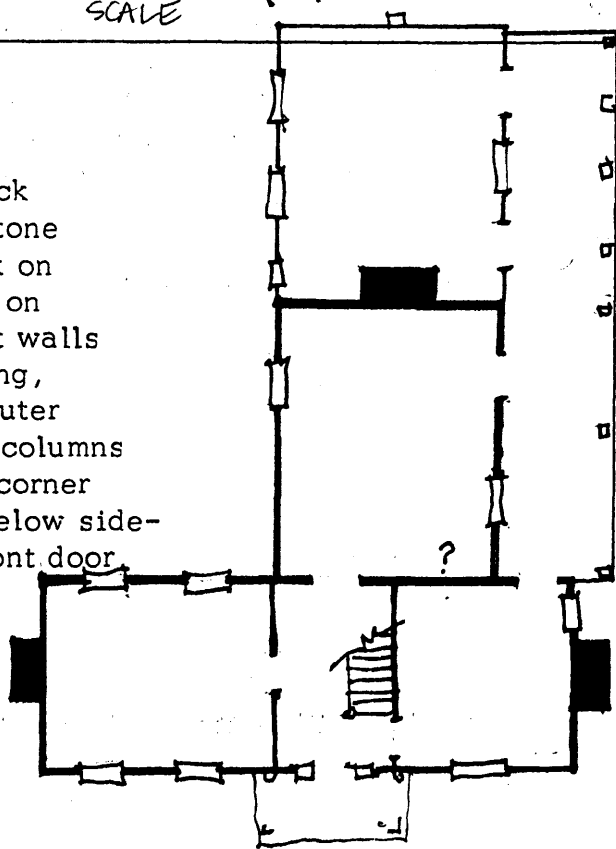 SCALE
ck
tone
k on
on
t walls
ng,
uter
columns
corner
elow side-
ont door
?